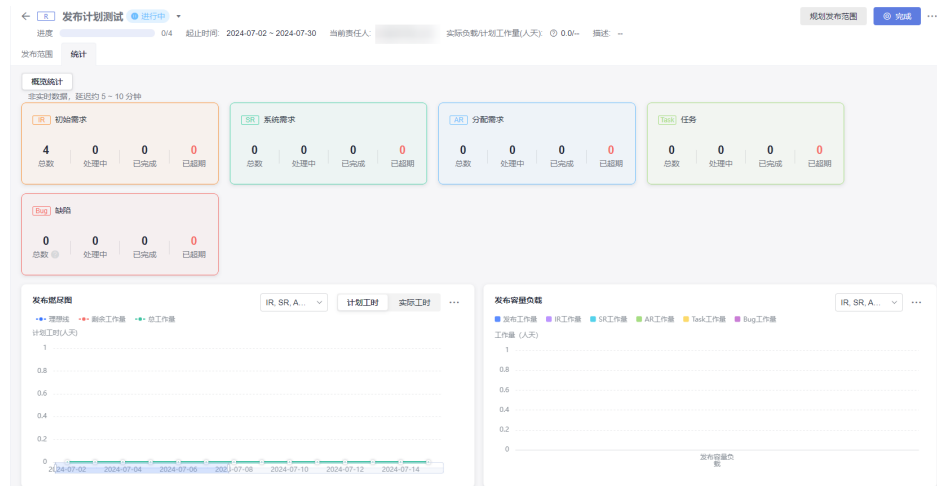 R 发布计划测试 进行中 规划发布范围 完成
进度 0/4 起止时间: 2024-07-02 ~ 2024-07-30 当前责任人: 实际负载/计划工作量(人天): 0.0/-- 描述: --
发布范围 统计
概览统计
非实时数据，延迟约 5 ~ 10 分钟
IR 初始需求
4 0 0 0
总数 处理中 已完成 已超期
SR 系统需求
0 0 0 0
总数 处理中 已完成 已超期
AR 分配需求
0 0 0 0
总数 处理中 已完成 已超期
Task 任务
0 0 0 0
总数 处理中 已完成 已超期
Bug 缺陷
0 0 0 0
总数 处理中 已完成 已超期
发布燃尽图 IR, SR, A... 计划工时 实际工时 ...
理想线 剩余工作量 总工作量
计划工时(人天)
1
0.8
0.6
0.4
0.2
0
2024-07-02 2024-07-04 2024-07-06 2024-07-08 2024-07-10 2024-07-12 2024-07-14
发布容量负载 IR, SR, A... ...
发布工作量 IR工作量 SR工作量 AR工作量 Task工作量 Bug工作量
工作量（人天）
1
0.8
0.6
0.4
0.2
0
发布容量负
载